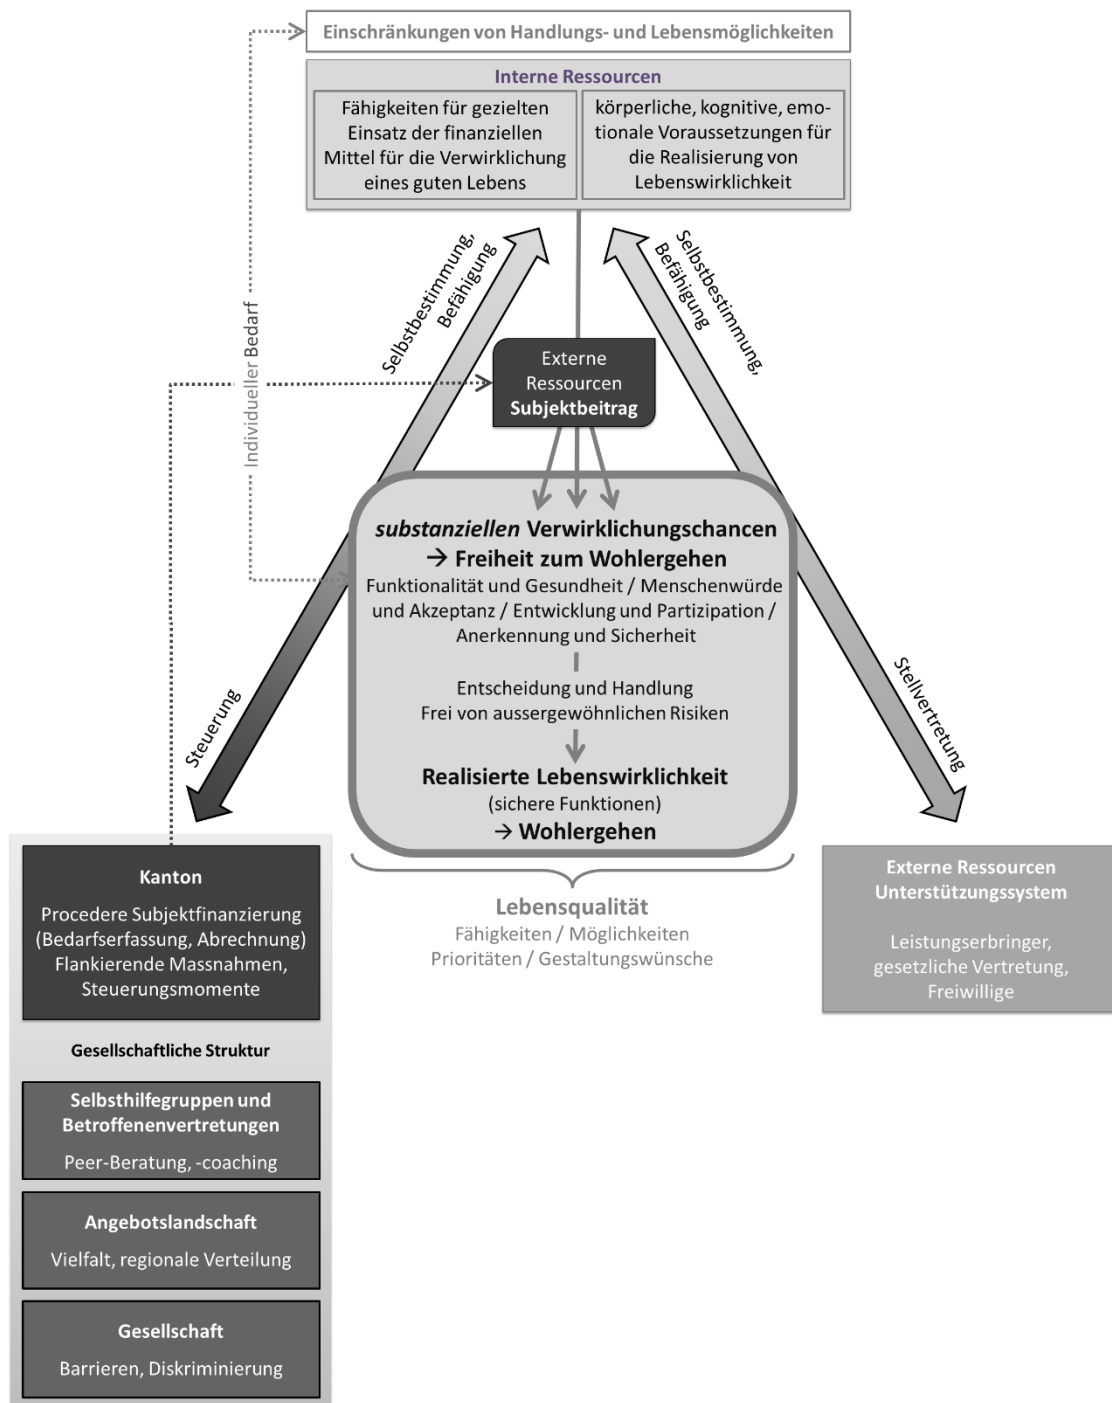 Einschränkungen von Handlungs- und Lebensmöglichkeiten
Interne Ressourcen
Fähigkeiten für gezielten
Einsatz der finanziellen
Mittel für die Verwirklichung
eines guten Lebens
körperliche, kognitive, emo-
tionale Voraussetzungen für
die Realisierung von
Lebenswirklichkeit
Selbstbestimmung,
Befähigung
Selbstbestimmung,
Befähigung
Individueller Bedarf
Externe
Ressourcen
Subjektbeitrag
substanziellen Verwirklichungschancen
→ Freiheit zum Wohlergehen
Funktionalität und Gesundheit / Menschenwürde
und Akzeptanz / Entwicklung und Partizipation /
Anerkennung und Sicherheit
Entscheidung und Handlung
Frei von aussergewöhnlichen Risiken
Realisierte Lebenswirklichkeit
(sichere Funktionen)
→ Wohlergehen
Steuerung
Stellvertretung
Lebensqualität
Fähigkeiten / Möglichkeiten
Prioritäten / Gestaltungswünsche
Kanton
Procedere Subjektfinanzierung
(Bedarfserfassung, Abrechnung)
Flankierende Massnahmen,
Steuerungsmomente
Gesellschaftliche Struktur
Selbsthilfegruppen und
Betroffenenvertretungen
Peer-Beratung, -coaching
Angebotslandschaft
Vielfalt, regionale Verteilung
Gesellschaft
Barrieren, Diskriminierung
Externe Ressourcen
Unterstützungssystem
Leistungserbringer,
gesetzliche Vertretung,
Freiwillige